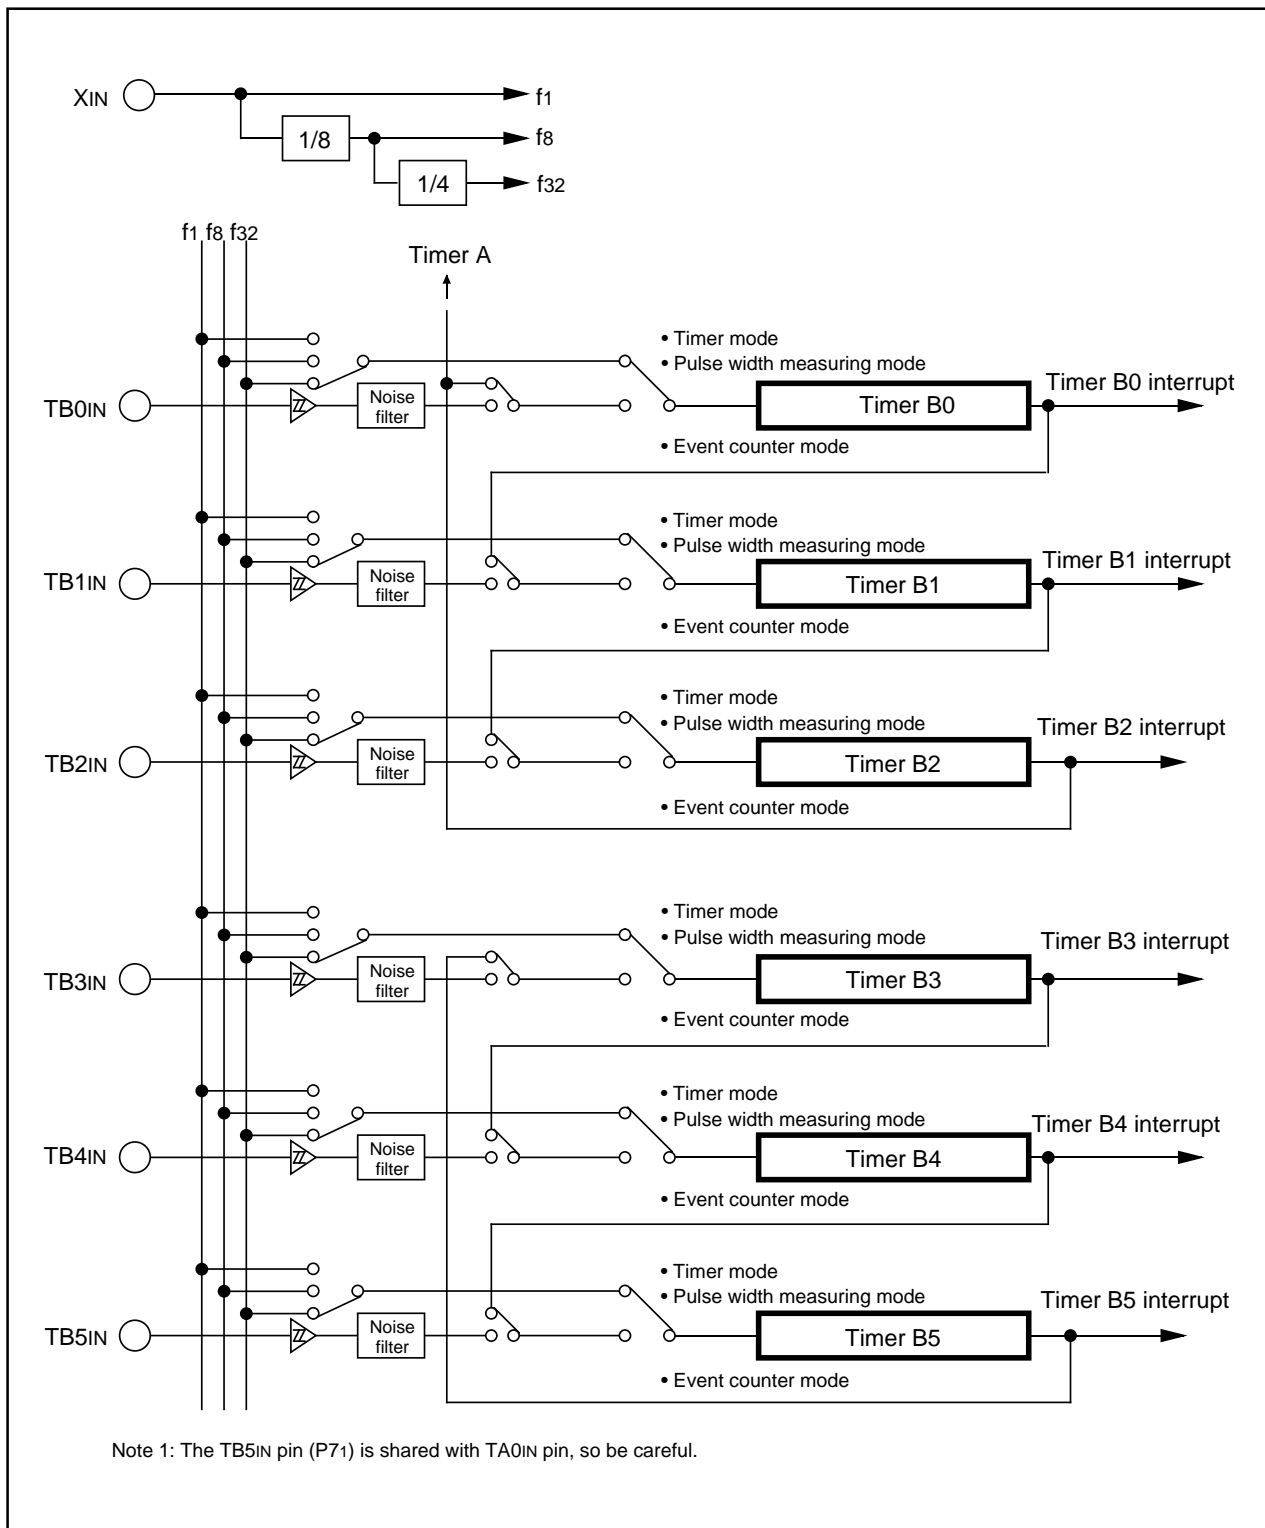 XIN
f1
1/8
f8
1/4
f32
f1 f8 f32
Timer A
• Timer mode
• Pulse width measuring mode
Timer B0 interrupt
TB0IN
Noise
filter
Timer B0
• Event counter mode
• Timer mode
• Pulse width measuring mode
Timer B1 interrupt
TB1IN
Noise
filter
Timer B1
• Event counter mode
• Timer mode
• Pulse width measuring mode
Timer B2 interrupt
TB2IN
Noise
filter
Timer B2
• Event counter mode
• Timer mode
• Pulse width measuring mode
Timer B3 interrupt
TB3IN
Noise
filter
Timer B3
• Event counter mode
• Timer mode
• Pulse width measuring mode
Timer B4 interrupt
TB4IN
Noise
filter
Timer B4
• Event counter mode
• Timer mode
• Pulse width measuring mode
Timer B5 interrupt
TB5IN
Noise
filter
Timer B5
• Event counter mode
Note 1: The TB5IN pin (P71) is shared with TA0IN pin, so be careful.